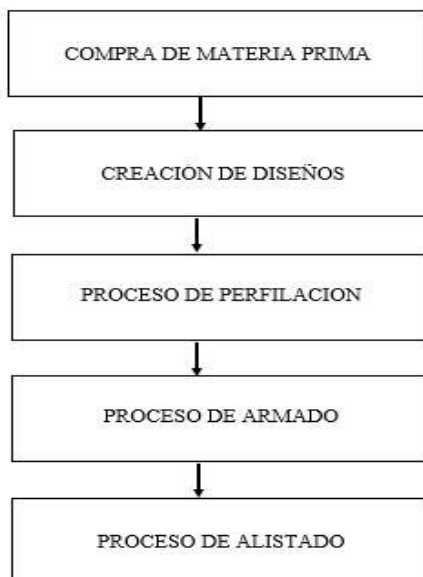 COMPRA DE MATERIA PRIMA
CREACION DE DISEÑOS
PROCESO DE PERFILACION
PROCESO DE ARMADO
PROCESO DE ALISTADO